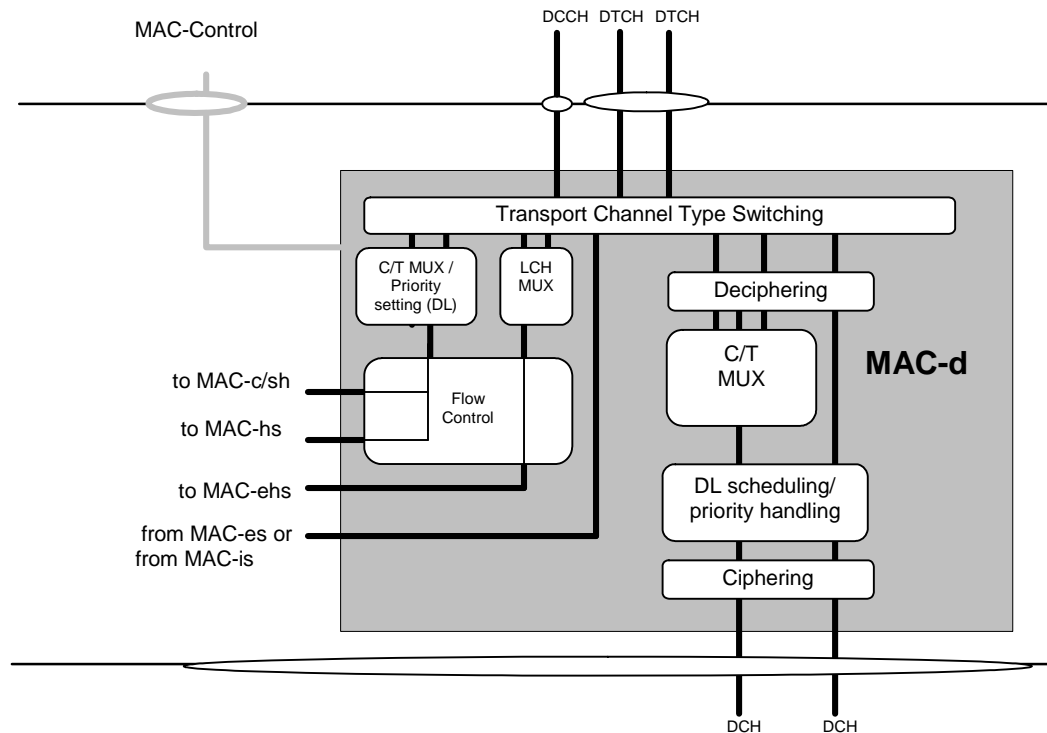 DCCH DTCH DTCH
MAC-Control
Transport Channel Type Switching
C/T MUX /
Priority
setting (DL)
LCH
MUX
Deciphering
C/T
MUX
MAC-d
to MAC-c/sh
Flow
Control
to MAC-hs
to MAC-ehs
DL scheduling/
priority handling
from MAC-es or
from MAC-is
Ciphering
DCH DCH